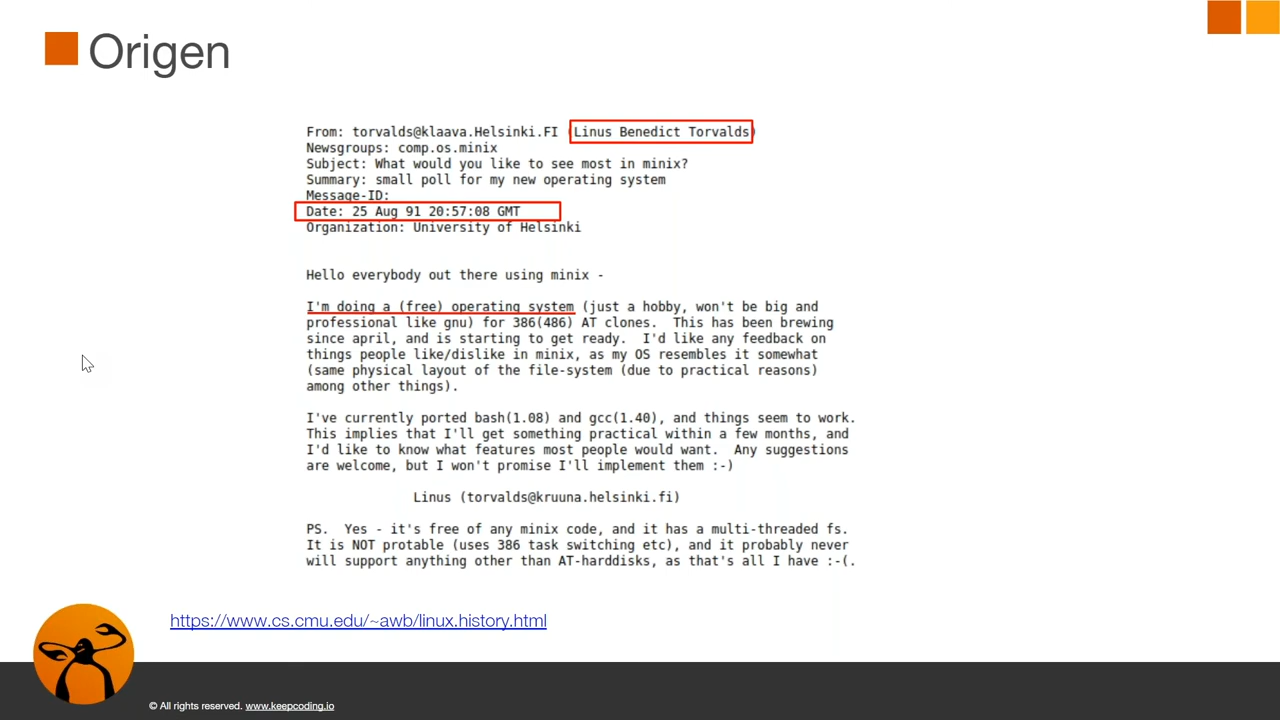 Origen
From: torvalds@klaava.Helsinki.FI (Linus Benedict Torvalds)
Newsgroups: comp.os.minix
Subject: What would you like to see most in minix?
Summary: small poll for my new operating system
Message-ID:
Date: 25 Aug 91 20:57:08 GMT
Organization: University of Helsinki
Hello everybody out there using minix -
I'm doing a (free) operating system (just a hobby, won't be big and
professional like gnu) for 386(486) AT clones.  This has been brewing
since april, and is starting to get ready.  I'd like any feedback on
things people like/dislike in minix, as my OS resembles it somewhat
(same physical layout of the file-system (due to practical reasons)
among other things).
I've currently ported bash(1.08) and gcc(1.40), and things seem to work.
This implies that I'll get something practical within a few months, and
I'd like to know what features most people would want.  Any suggestions
are welcome, but I won't promise I'll implement them :-)
Linus (torvalds@kruuna.helsinki.fi)
PS.  Yes - it's free of any minix code, and it has a multi-threaded fs.
It is NOT protable (uses 386 task switching etc), and it probably never
will support anything other than AT-harddisks, as that's all I have :-(.
https://www.cs.cmu.edu/~awb/linux.history.html
© All rights reserved. www.keepcoding.io